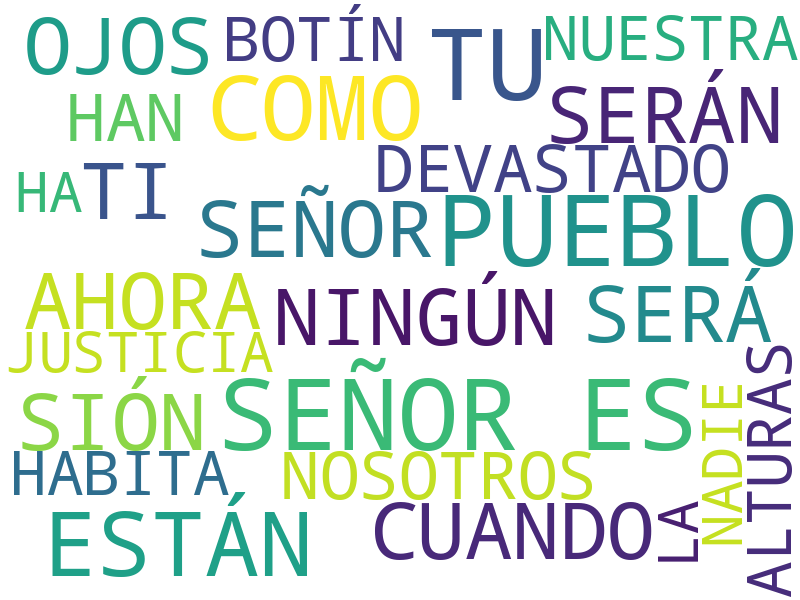 OJOS BOTÍN TU NUESTRA
HAN COMO SERÁN
DEVASTADO
HA TI
SEÑOR PUEBLO
AHORA NINGÚN SERÁ
JUSTICIA
SIÓN SEÑOR ES
HABITA NOSOTROS
ESTÁN CUANDO
LA
NADIE
ALTURAS